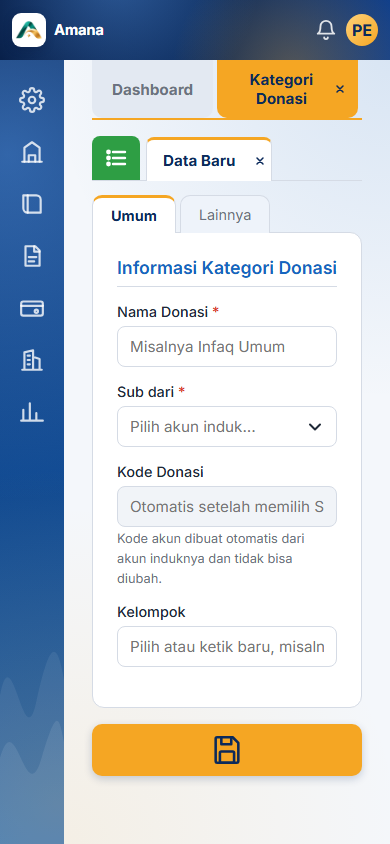 Amana
PE
Dashboard
Kategori
Donasi
×
Data Baru
×
Umum
Lainnya
Informasi Kategori Donasi
Nama Donasi *
Misalnya Infaq Umum
Sub dari *
Pilih akun induk...
Kode Donasi
Otomatis setelah memilih S
Kode akun dibuat otomatis dari
akun induknya dan tidak bisa
diubah.
Kelompok
Pilih atau ketik baru, misaln